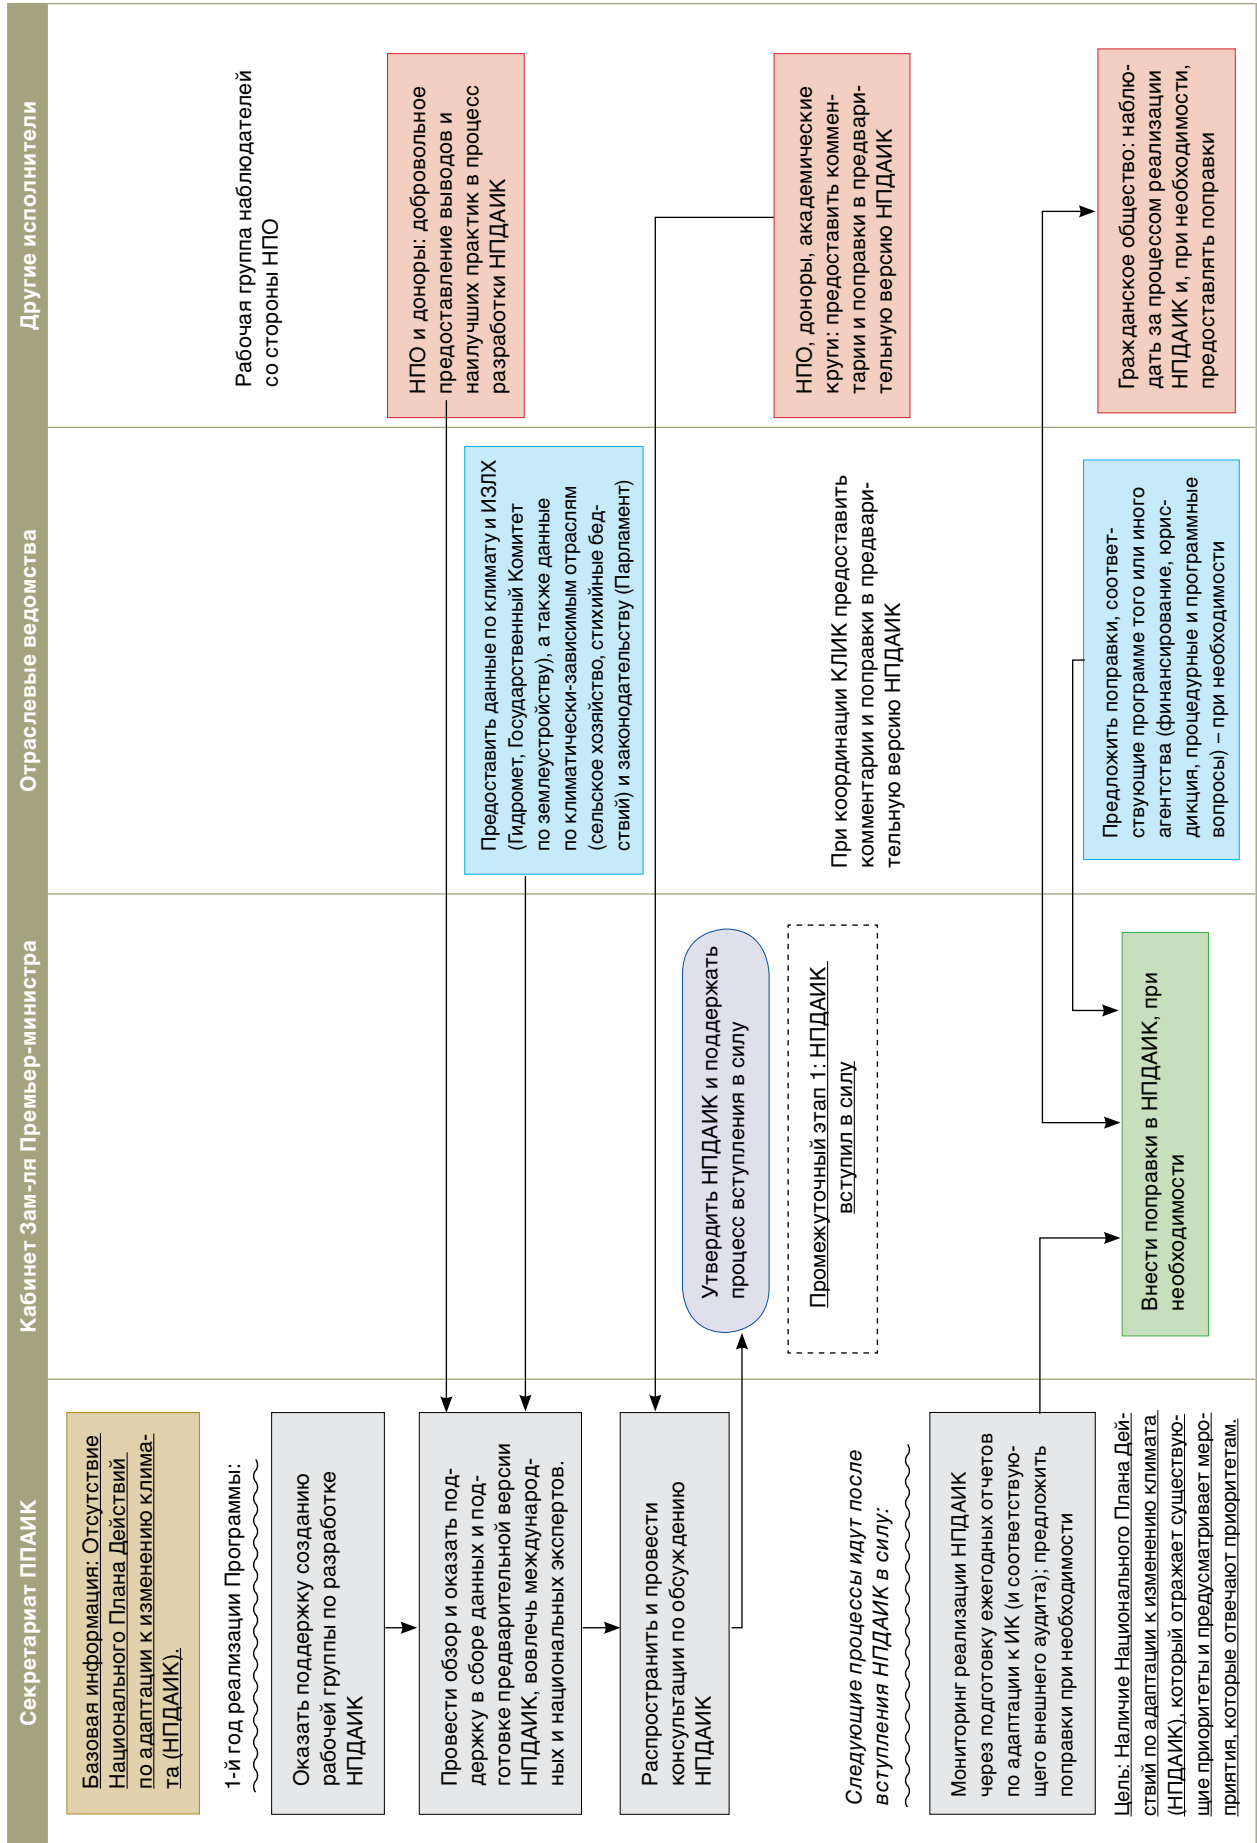 Секретариат ППАИК
Кабинет Зам-ля Премьер-министра
Отраслевые ведомства
Другие исполнители
Базовая информация: Отсутствие
Национального Плана Действий
по адаптации к изменению клима-
та (НПДАИК).
1-й год реализации Программы:
Рабочая группа наблюдателей
со стороны НПО
Оказать поддержку созданию
рабочей группы по разработке
НПДАИК
НПО и доноры: добровольное
предоставление выводов и
наилучших практик в процесс
разработки НПДАИК
Провести обзор и оказать под-
держку в сборе данных и под-
готовке предварительной версии
НПДАИК, вовлечь международ-
ных и национальных экспертов.
Предоставить данные по климату и ИЗЛХ
(Гидромет, Государственный Комитет
по землеустройству), а также данные
по климатически-зависимым отраслям
(сельское хозяйство, стихийные бед-
ствий) и законодательству (Парламент)
Распространить и провести
консультации по обсуждению
НПДАИК
Утвердить НПДАИК и поддержать
процесс вступления в силу
Промежуточный этап 1: НПДАИК
вступил в силу
При координации КЛИК предоставить
комментарии и поправки в предвари-
тельную версию НПДАИК
НПО, доноры, академические
круги: предоставить коммен-
тарии и поправки в предвари-
тельную версию НПДАИК
Следующие процессы идут после
вступления НПДАИК в силу:
Мониторинг реализации НПДАИК
через подготовку ежегодных отчетов
по адаптации к ИК (и соответствую-
щего внешнего аудита); предложить
поправки при необходимости
Внести поправки в НПДАИК, при
необходимости
Предложить поправки, соответ-
ствующие программе того или иного
агентства (финансирование, юрис-
дикция, процедурные и программные
вопросы) – при необходимости
Гражданское общество: наблю-
дать за процессом реализации
НПДАИК и, при необходимости,
предоставлять поправки
Цель: Наличие Национального Плана Дей-
ствий по адаптации к изменению климата
(НПДАИК), который отражает существую-
щие приоритеты и предусматривает меро-
приятия, которые отвечают приоритетам.